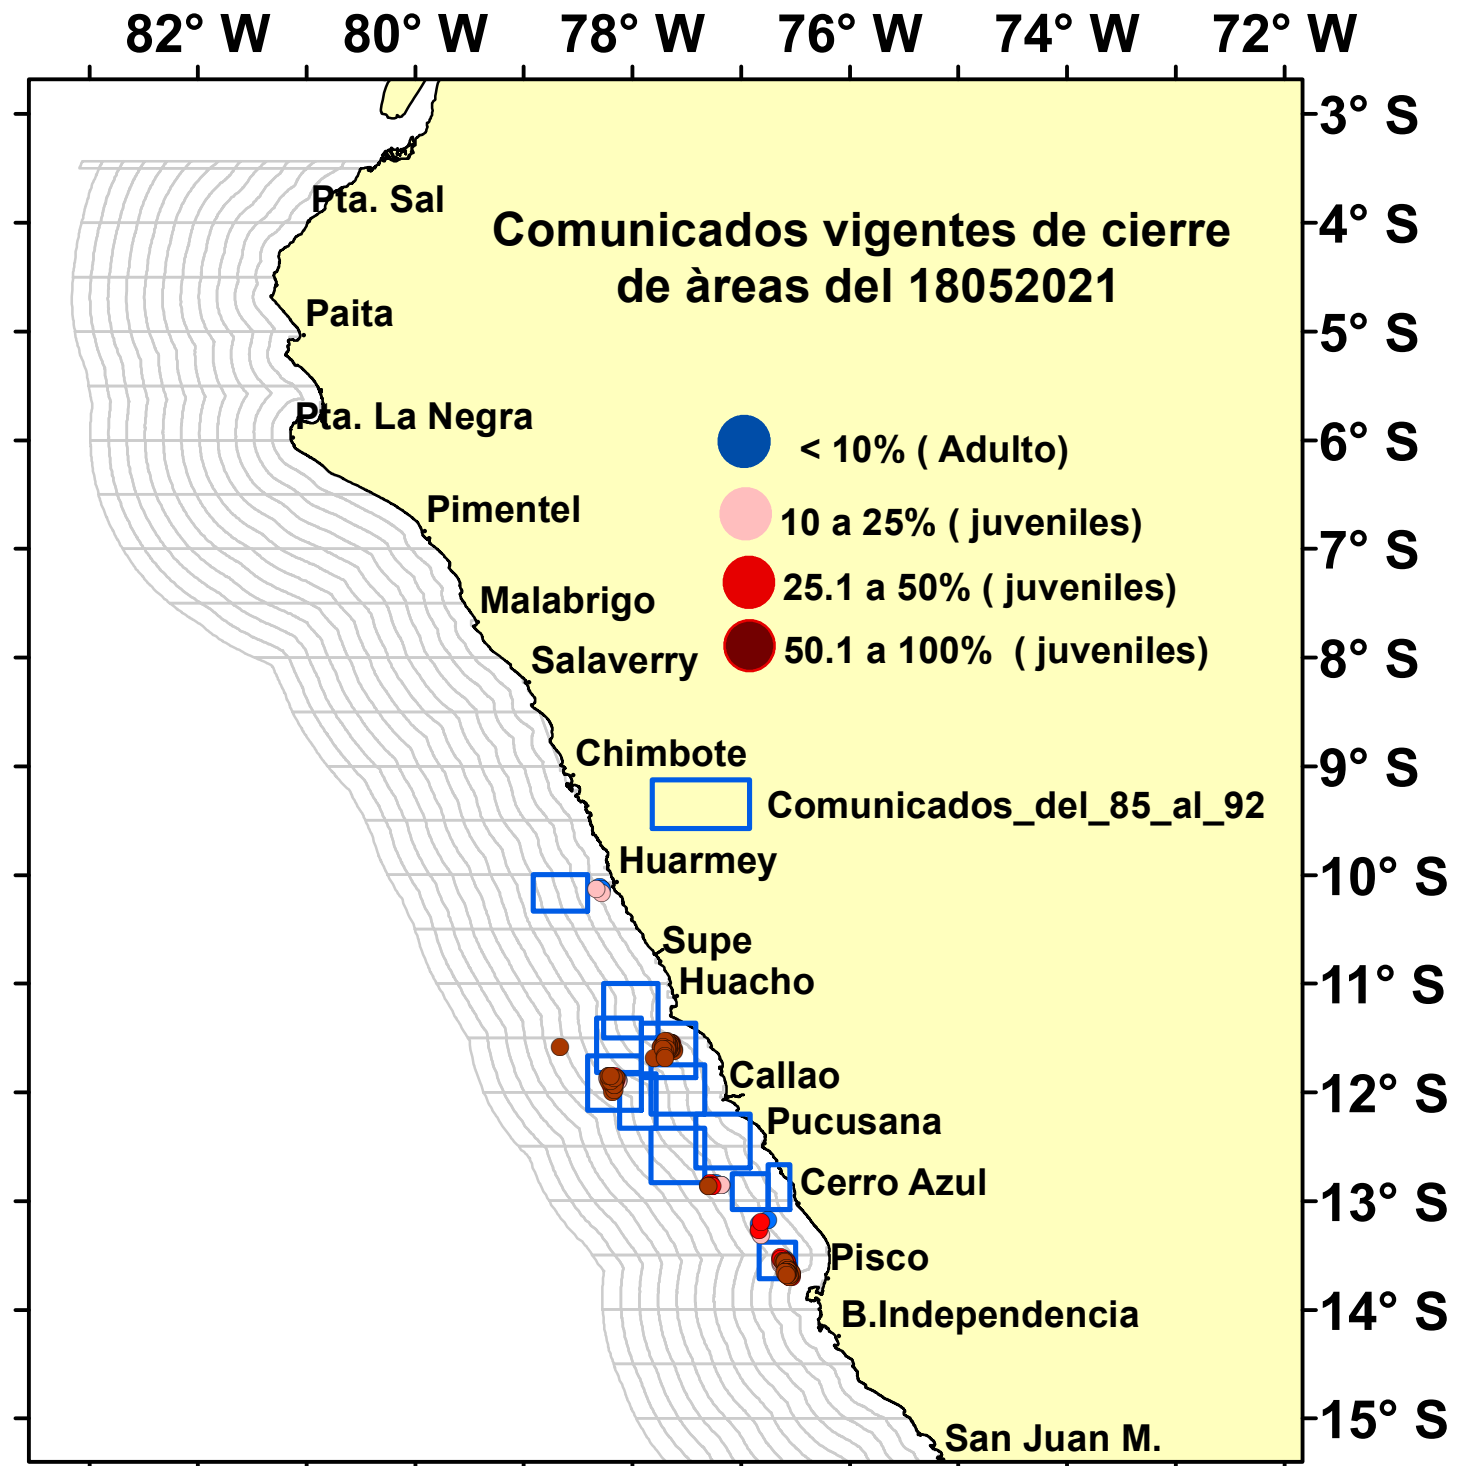 82° W 80° W 78° W 76° W 74° W 72° W
3° S
Pta. Sal
4° S
Comunicados vigentes de cierre
de àreas del 18052021
Paita
5° S
Pta. La Negra
6° S
< 10% ( Adulto)
Pimentel
10 a 25% ( juveniles)
7° S
25.1 a 50% ( juveniles)
Malabrigo
50.1 a 100% ( juveniles)
8° S
Salaverry
Chimbote
9° S
Comunicados_del_85_al_92
Huarmey
10° S
Supe
Huacho
11° S
Callao
12° S
Pucusana
Cerro Azul
13° S
Pisco
14° S
B.Independencia
15° S
San Juan M.